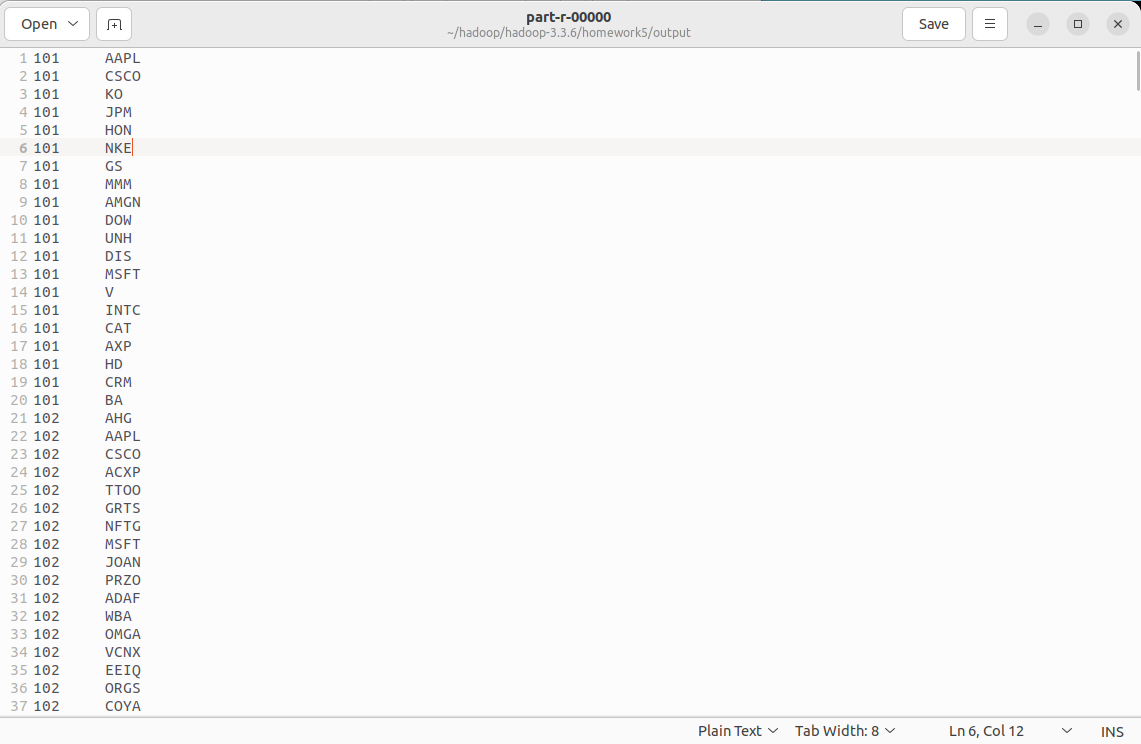 Open
part-r-00000
~/hadoop/hadoop-3.3.6/homework5/output
Save
1 101 AAPL
2 101 CSCO
3 101 KO
4 101 JPM
5 101 HON
6 101 NKE
7 101 GS
8 101 MMM
9 101 AMGN
10 101 DOW
11 101 UNH
12 101 DIS
13 101 MSFT
14 101 V
15 101 INTC
16 101 CAT
17 101 AXP
18 101 HD
19 101 CRM
20 101 BA
21 102 AHG
22 102 AAPL
23 102 CSCO
24 102 ACXP
25 102 TTOO
26 102 GRTS
27 102 NFTG
28 102 MSFT
29 102 JOAN
30 102 PRZO
31 102 ADAF
32 102 WBA
33 102 OMGA
34 102 VCNX
35 102 EEIQ
36 102 ORGS
37 102 COYA
Plain Text Tab Width: 8 Ln 6, Col 12 INS